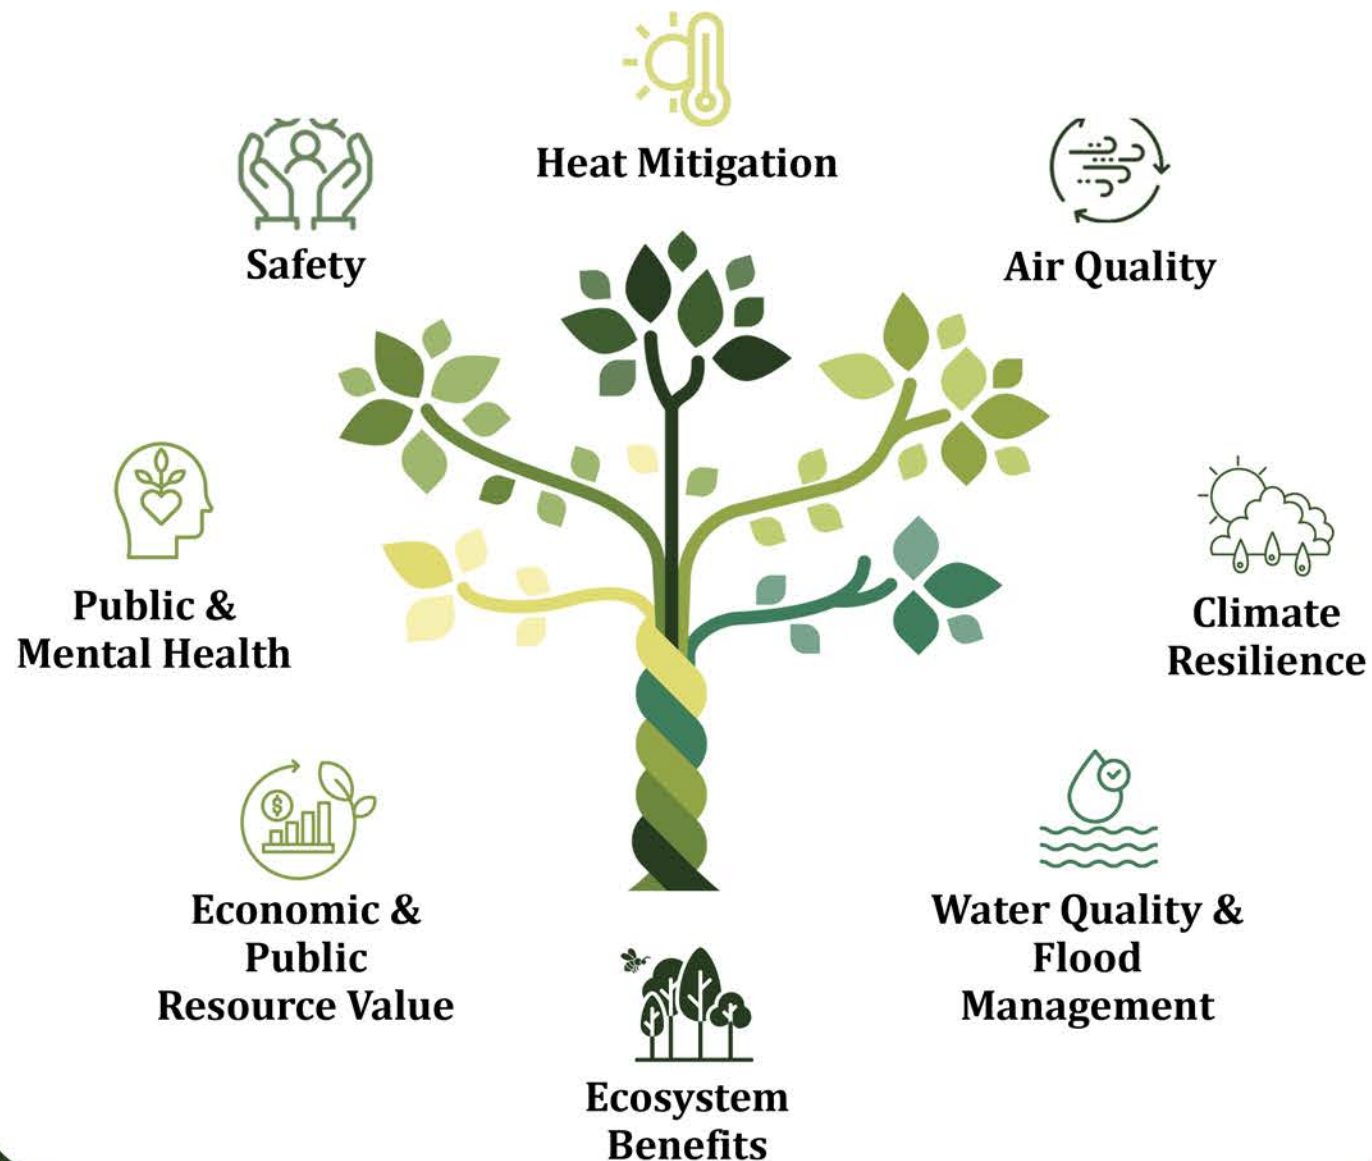 Heat Mitigation
Safety
Air Quality
Public &
Mental Health
Climate
Resilience
$
Economic &
Public
Resource Value
Water Quality &
Flood
Management
Ecosystem
Benefits